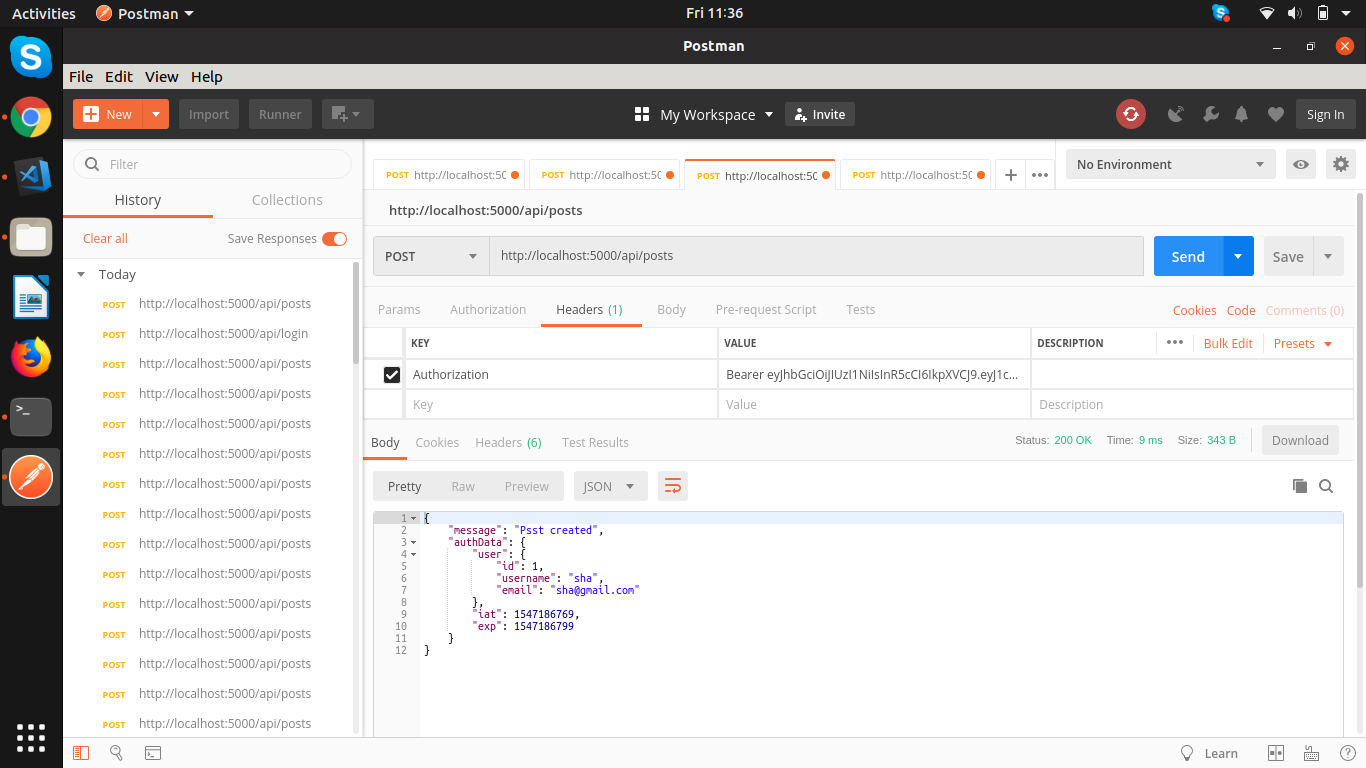 Activities Postman Fri 11:36
Postman
File Edit View Help
New Import Runner My Workspace Invite Sign In
Filter
History Collections
Clear all Save Responses
Today
POST http://localhost:5000/api/posts
POST http://localhost:5000/api/login
POST http://localhost:5000/api/posts
POST http://localhost:5000/api/posts
POST http://localhost:5000/api/posts
POST http://localhost:5000/api/posts
POST http://localhost:5000/api/posts
POST http://localhost:5000/api/posts
POST http://localhost:5000/api/posts
POST http://localhost:5000/api/posts
POST http://localhost:5000/api/posts
POST http://localhost:5000/api/posts
POST http://localhost:5000/api/posts
POST http://localhost:5000/api/posts
POST http://localhost:5000/api/posts
POST http://localhost:50 POST http://localhost:50 POST http://localhost:50 POST http://localhost:50 + ••• No Environment
http://localhost:5000/api/posts
POST http://localhost:5000/api/posts Send Save
Params Authorization Headers (1) Body Pre-request Script Tests Cookies Code Comments (0)
KEY VALUE DESCRIPTION ••• Bulk Edit Presets
Authorization Bearer eyJhbGciOiJIUzI1NiIsInR5cCI6IkpXVCJ9.eyJ1c...
Key Value Description
Body Cookies Headers (6) Test Results Status: 200 OK Time: 9 ms Size: 343 B Download
Pretty Raw Preview JSON
1 {
2 "message": "Psst created",
3 "authData": {
4 "user": {
5 "id": 1,
6 "username": "sha",
7 "email": "sha@gmail.com"
8 },
9 "iat": 1547186769,
10 "exp": 1547186799
11 }
12 }
Learn